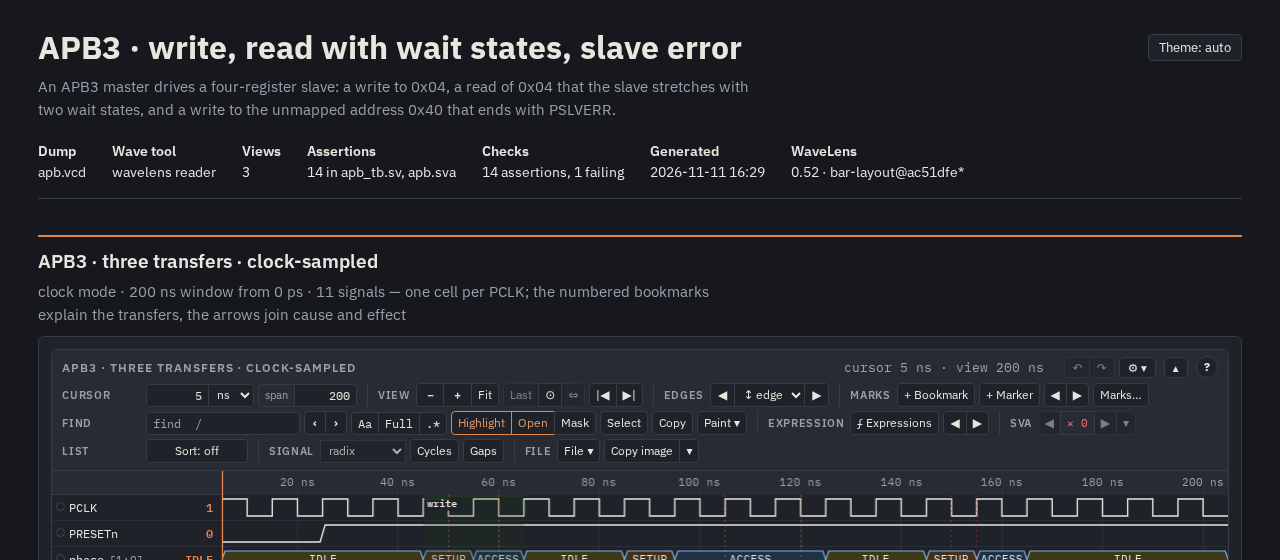 APB3 · write, read with wait states, slave error
Theme: auto
An APB3 master drives a four-register slave: a write to 0x04, a read of 0x04 that the slave stretches with
two wait states, and a write to the unmapped address 0x40 that ends with PSLVERR.
Dump Wave tool Views Assertions Checks Generated WaveLens
apb.vcd wavelens reader 3 14 in apb_tb.sv, apb.sva 14 assertions, 1 failing 2026-11-11 16:29 0.52 · bar-layout@ac51dfe*
APB3 · three transfers · clock-sampled
clock mode · 200 ns window from 0 ps · 11 signals — one cell per PCLK; the numbered bookmarks
explain the transfers, the arrows join cause and effect
APB3 · THREE TRANSFERS · CLOCK-SAMPLED cursor 5 ns · view 200 ns ↶ ↷ ⚙ ▾ ▴ ?
CURSOR 5 ns span 200 VIEW − + Fit Last ⊙ ⇔ |◀ ▶| EDGES ◀ ↕ edge ▶ MARKS + Bookmark + Marker ◀ ▶ Marks…
FIND find / ‹ › Aa Full .* Highlight Open Mask Select Copy Paint ▾ EXPRESSION ƒ Expressions ◀ ▶ SVA ◀ × 0 ▶ ▾
LIST Sort: off SIGNAL radix Cycles Gaps FILE File ▾ Copy image ▾
20 ns 40 ns 60 ns 80 ns 100 ns 120 ns 140 ns 160 ns 180 ns 200 ns
PCLK 1 write
PRESETn 0
phase [1:0] IDLE IDLE SETUP ACCESS IDLE SETUP ACCESS IDLE SETUP ACCESS IDLE